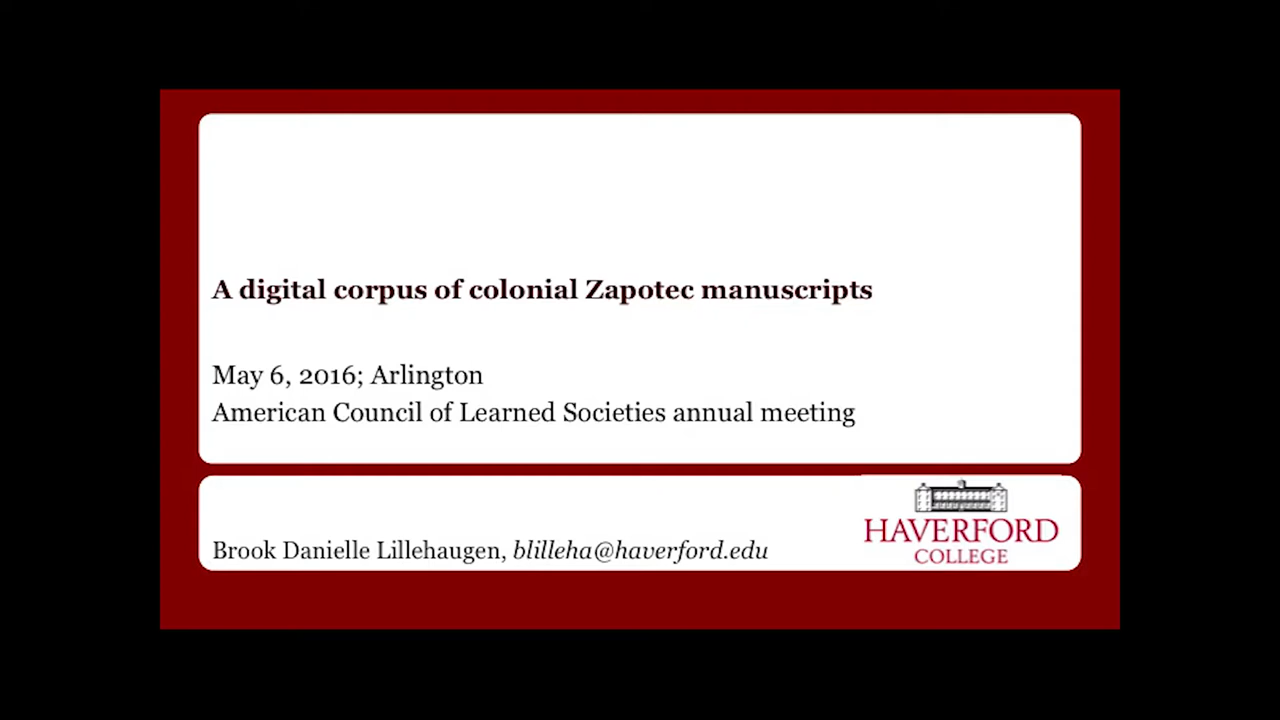 A digital corpus of colonial Zapotec manuscripts
May 6, 2016; Arlington
American Council of Learned Societies annual meeting
Brook Danielle Lillehaugen, blilleha@haverford.edu
HAVERFORD
COLLEGE